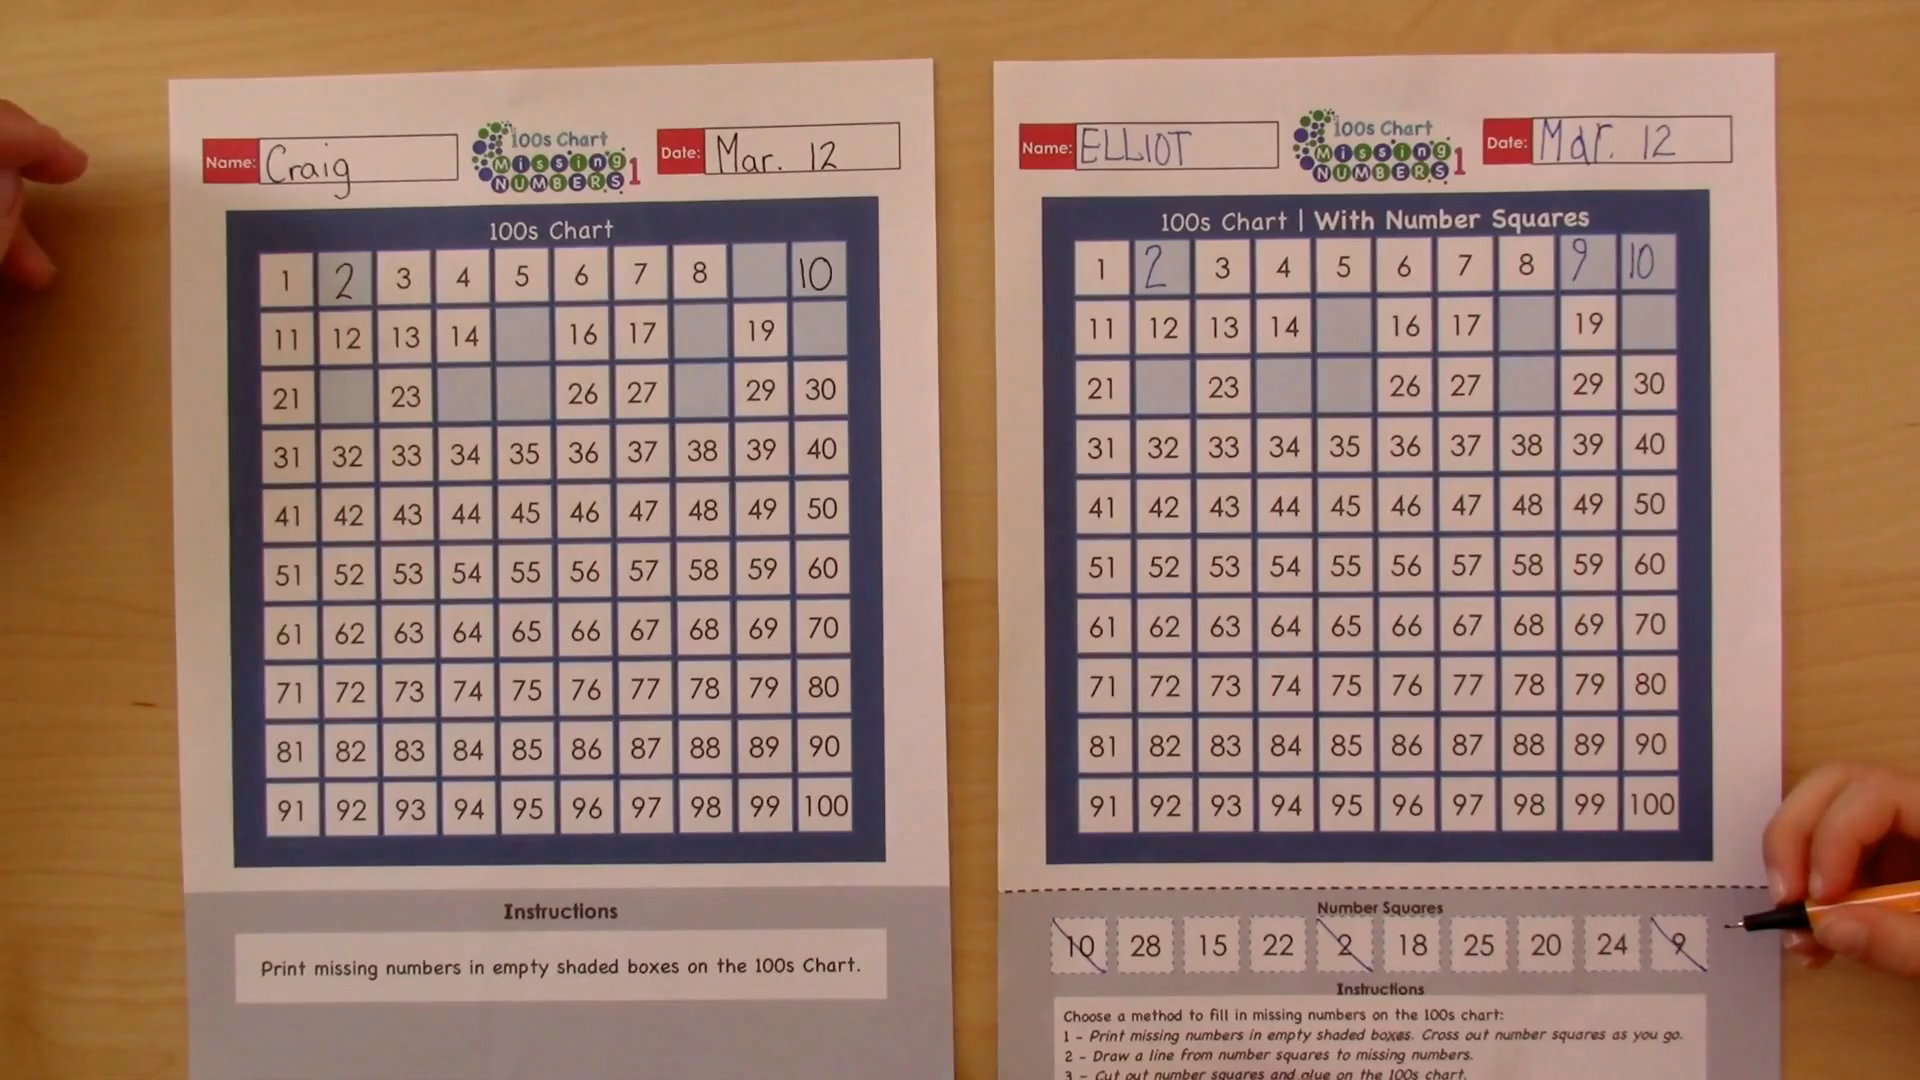 Name: Craig
100s Chart
Missing
NUMBERS 1
Date: Mar. 12
100s Chart
1 2 3 4 5 6 7 8 10
11 12 13 14 16 17 19
21 23 26 27 29 30
31 32 33 34 35 36 37 38 39 40
41 42 43 44 45 46 47 48 49 50
51 52 53 54 55 56 57 58 59 60
61 62 63 64 65 66 67 68 69 70
71 72 73 74 75 76 77 78 79 80
81 82 83 84 85 86 87 88 89 90
91 92 93 94 95 96 97 98 99 100
Instructions
Print missing numbers in empty shaded boxes on the 100s Chart.
Name: ELLIOT
100s Chart
Missing
NUMBERS 1
Date: Mar. 12
100s Chart | With Number Squares
1 2 3 4 5 6 7 8 9 10
11 12 13 14 16 17 19
21 23 26 27 29 30
31 32 33 34 35 36 37 38 39 40
41 42 43 44 45 46 47 48 49 50
51 52 53 54 55 56 57 58 59 60
61 62 63 64 65 66 67 68 69 70
71 72 73 74 75 76 77 78 79 80
81 82 83 84 85 86 87 88 89 90
91 92 93 94 95 96 97 98 99 100
Number Squares
10 28 15 22 2 18 25 20 24 9
Instructions
Choose a method to fill in missing numbers on the 100s chart:
1 - Print missing numbers in empty shaded boxes. Cross out number squares as you go.
2 - Draw a line from number squares to missing numbers.
3 - Cut out number squares and glue on the 100s chart.